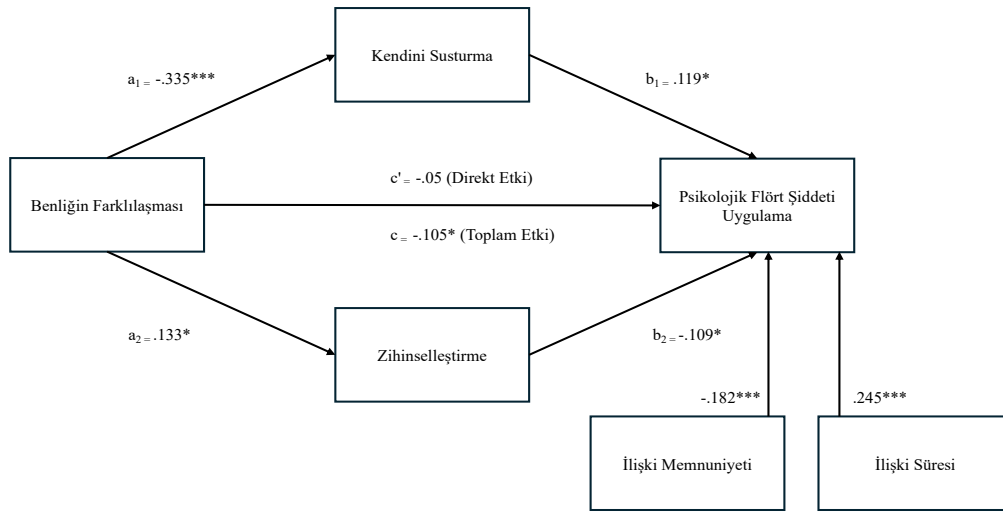 Kendini Susturma
a1 = -.335***
b1 = .119*
Benliğin Farklılaşması
c' = -.05 (Direkt Etki)
c = -.105* (Toplam Etki)
Psikolojik Flört Şiddeti
Uygulama
a2 = .133*
Zihinselleştirme
b2 = -.109*
-.182***
.245***
İlişki Memnuniyeti
İlişki Süresi